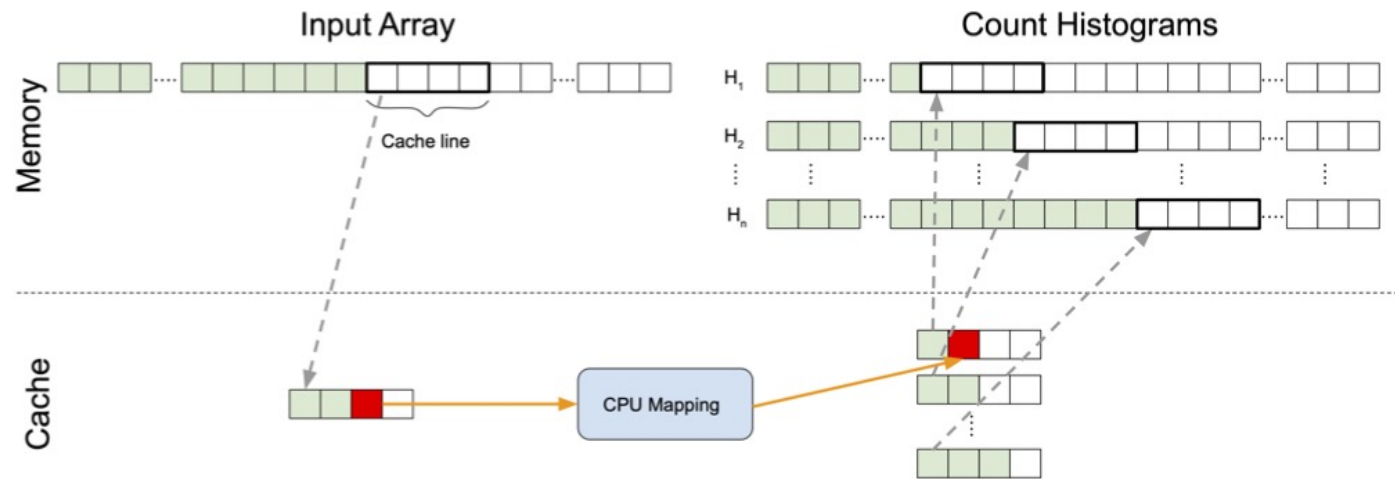 Input Array
Count Histograms
Memory
H1
H2
Hn
Cache line
Cache
CPU Mapping